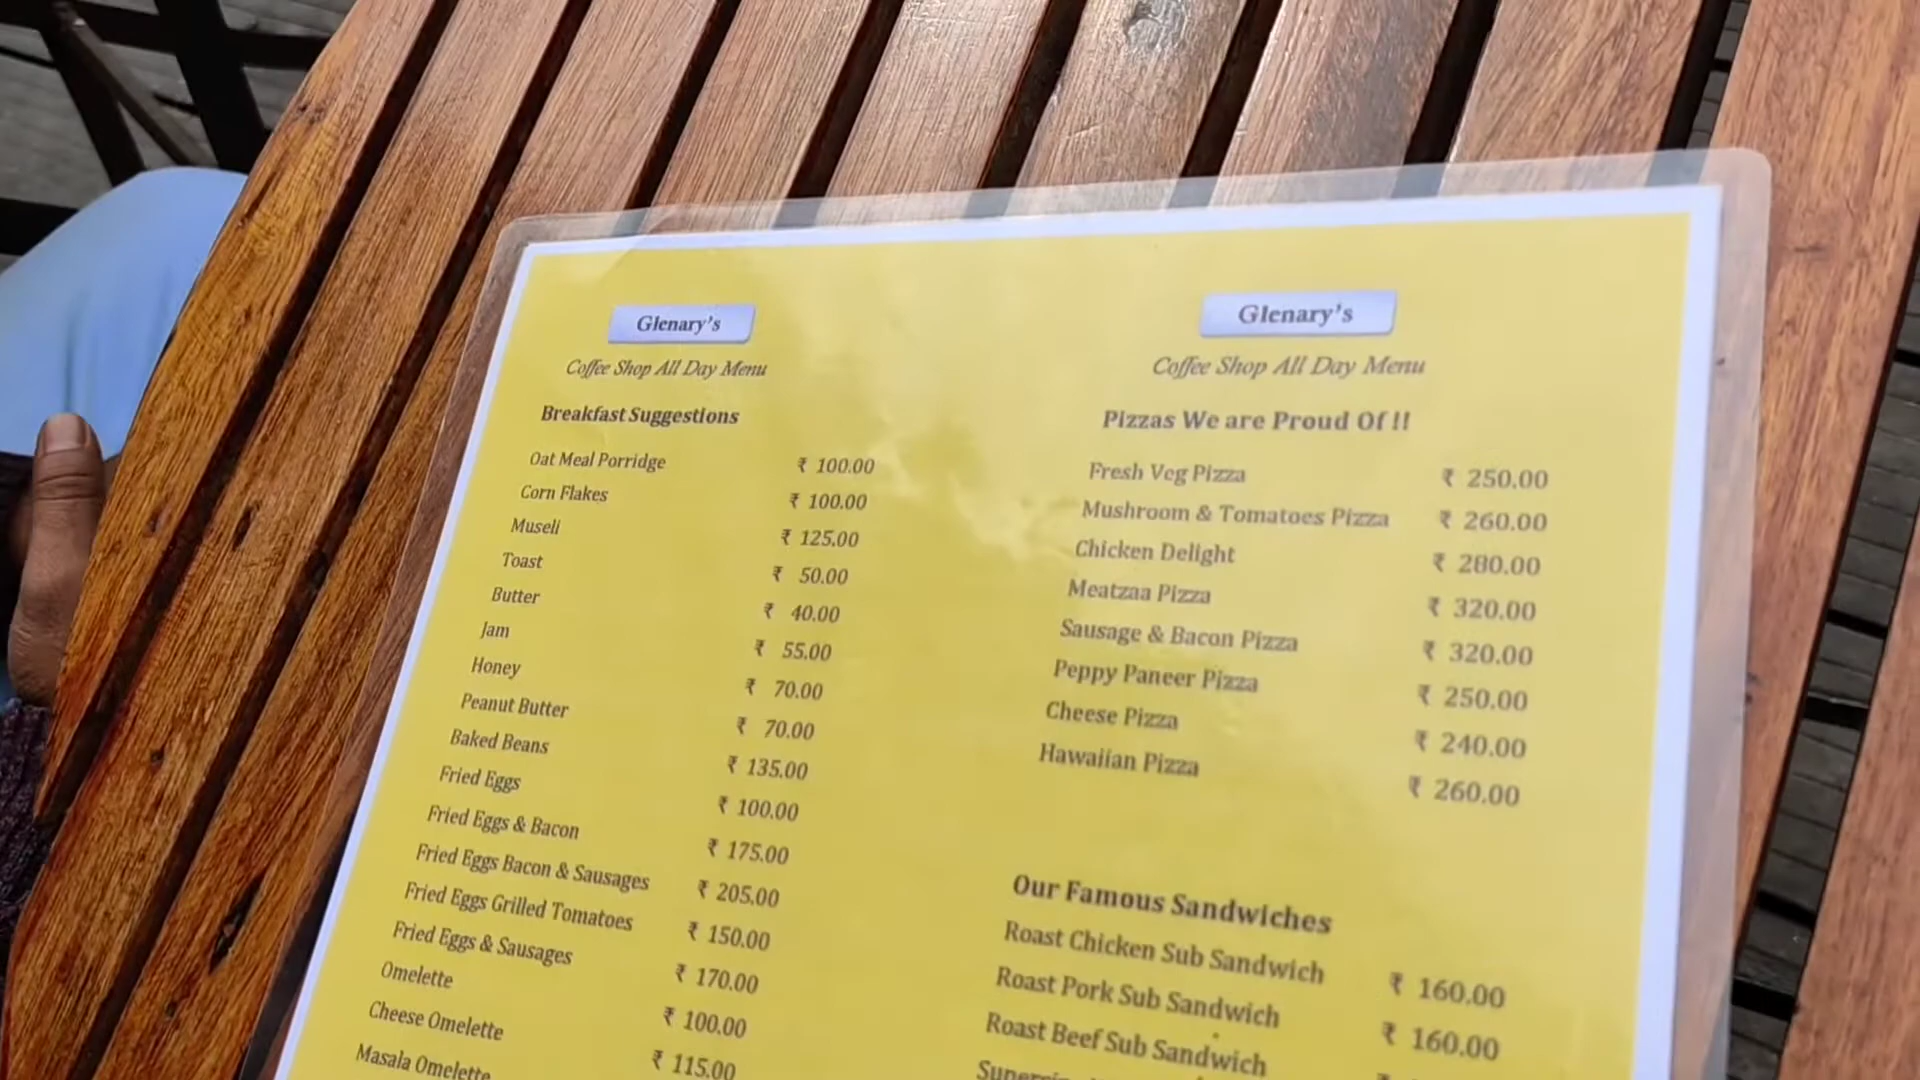 Glenary's
Coffee Shop All Day Menu
Breakfast Suggestions
Oat Meal Porridge ₹ 100.00
Corn Flakes ₹ 100.00
Museli ₹ 125.00
Toast ₹ 50.00
Butter ₹ 40.00
Jam ₹ 55.00
Honey ₹ 70.00
Peanut Butter ₹ 70.00
Baked Beans ₹ 135.00
Fried Eggs ₹ 100.00
Fried Eggs & Bacon ₹ 175.00
Fried Eggs Bacon & Sausages ₹ 205.00
Fried Eggs Grilled Tomatoes ₹ 150.00
Fried Eggs & Sausages ₹ 170.00
Omelette ₹ 100.00
Cheese Omelette ₹ 115.00
Masala Omelette
Glenary's
Coffee Shop All Day Menu
Pizzas We are Proud Of !!
Fresh Veg Pizza ₹ 250.00
Mushroom & Tomatoes Pizza ₹ 260.00
Chicken Delight ₹ 280.00
Meatzaa Pizza ₹ 320.00
Sausage & Bacon Pizza ₹ 320.00
Peppy Paneer Pizza ₹ 250.00
Cheese Pizza ₹ 240.00
Hawaiian Pizza ₹ 260.00
Our Famous Sandwiches
Roast Chicken Sub Sandwich ₹ 160.00
Roast Pork Sub Sandwich ₹ 160.00
Roast Beef Sub Sandwich